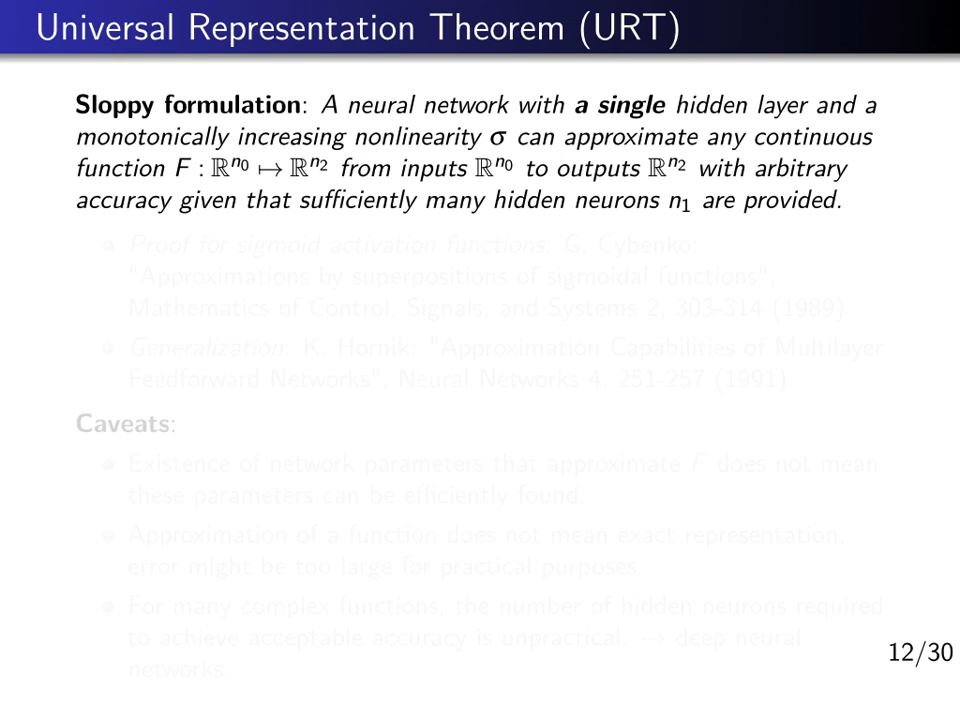 Universal Representation Theorem (URT)
Sloppy formulation: A neural network with a single hidden layer and a
monotonically increasing nonlinearity σ can approximate any continuous
function F : ℝⁿ⁰ ↦ ℝⁿ² from inputs ℝⁿ⁰ to outputs ℝⁿ² with arbitrary
accuracy given that sufficiently many hidden neurons n₁ are provided.
Proof for sigmoid activation functions: G. Cybenko:
"Approximations by superpositions of sigmoidal functions",
Mathematics of Control, Signals, and Systems 2, 303-314 (1989)
Generalization: K. Hornik: "Approximation Capabilities of Multilayer
Feedforward Networks", Neural Networks 4, 251-257 (1991)
Caveats:
Existence of network parameters that approximate F does not mean
these parameters can be efficiently found.
Approximation of a function does not mean exact representation,
error might be too large for practical purposes.
For many complex functions, the number of hidden neurons required
to achieve acceptable accuracy is unpractical. → deep neural
networks.
12/30